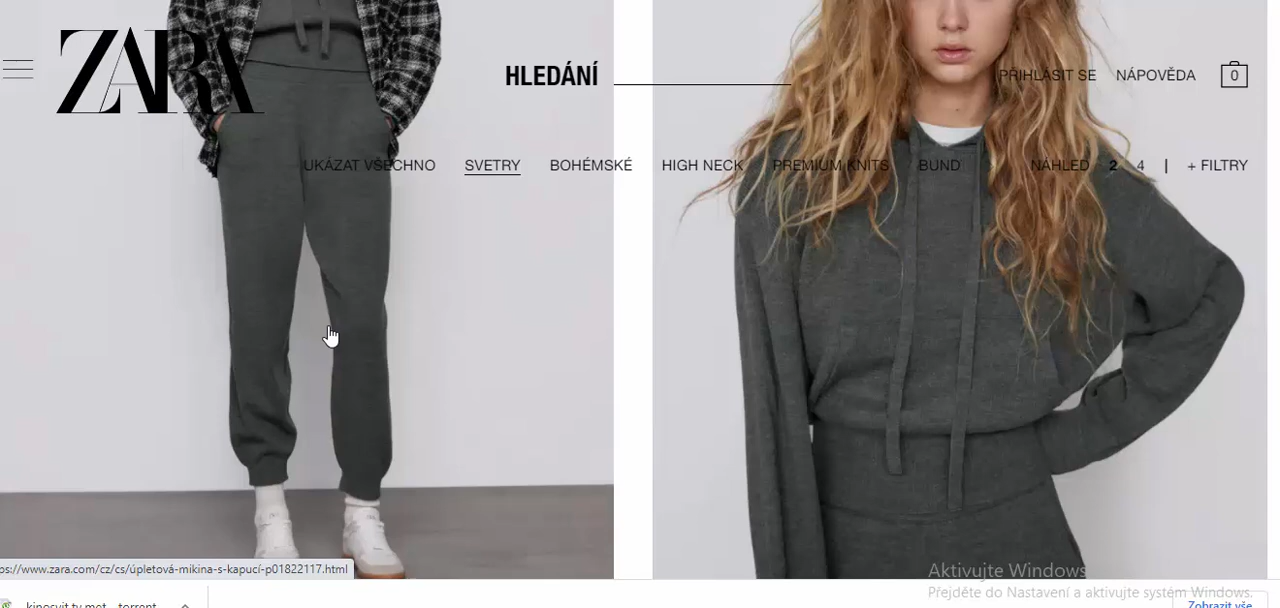 ZARA
HLEDÁNÍ
PŘIHLÁSIT SE NÁPOVĚDA 0
UKÁZAT VŠECHNO SVETRY BOHÉMSKÉ HIGH NECK PREMIUM KNITS BUND NÁHLED 2 4 | + FILTRY
ps://www.zara.com/cz/cs/úpletová-mikina-s-kapucí-p01822117.html
Aktivujte Windows
Přejděte do Nastavení a aktivujte systém Windows.
Zobrazit vše